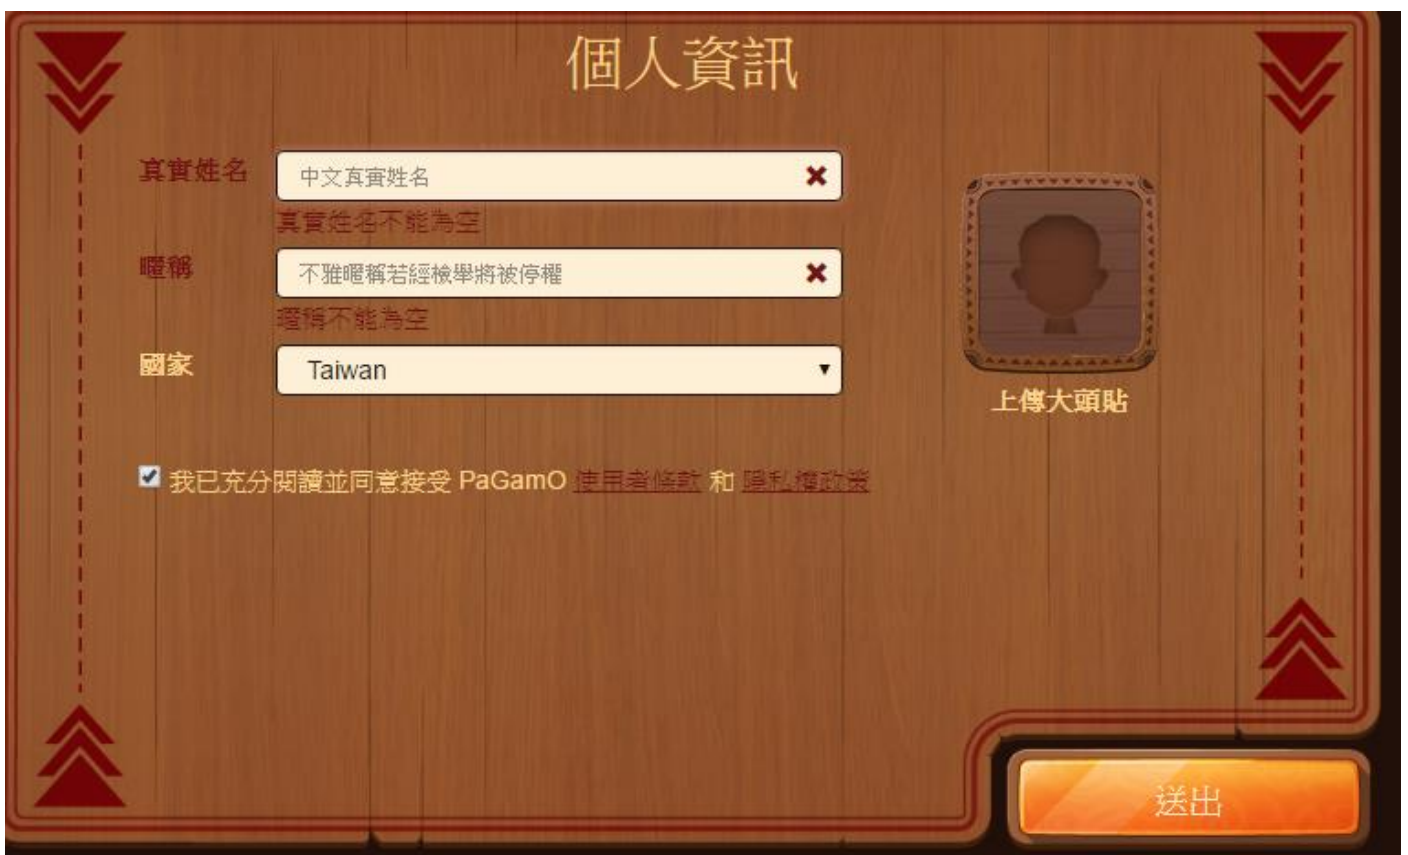 個人資訊
真實姓名
中文真實姓名
真實姓名不能為空
暱稱
不雅暱稱若經檢舉將被停權
暱稱不能為空
國家
Taiwan
上傳大頭貼
我已充分閱讀並同意接受 PaGamO 使用者條款 和 隱私權政策
送出